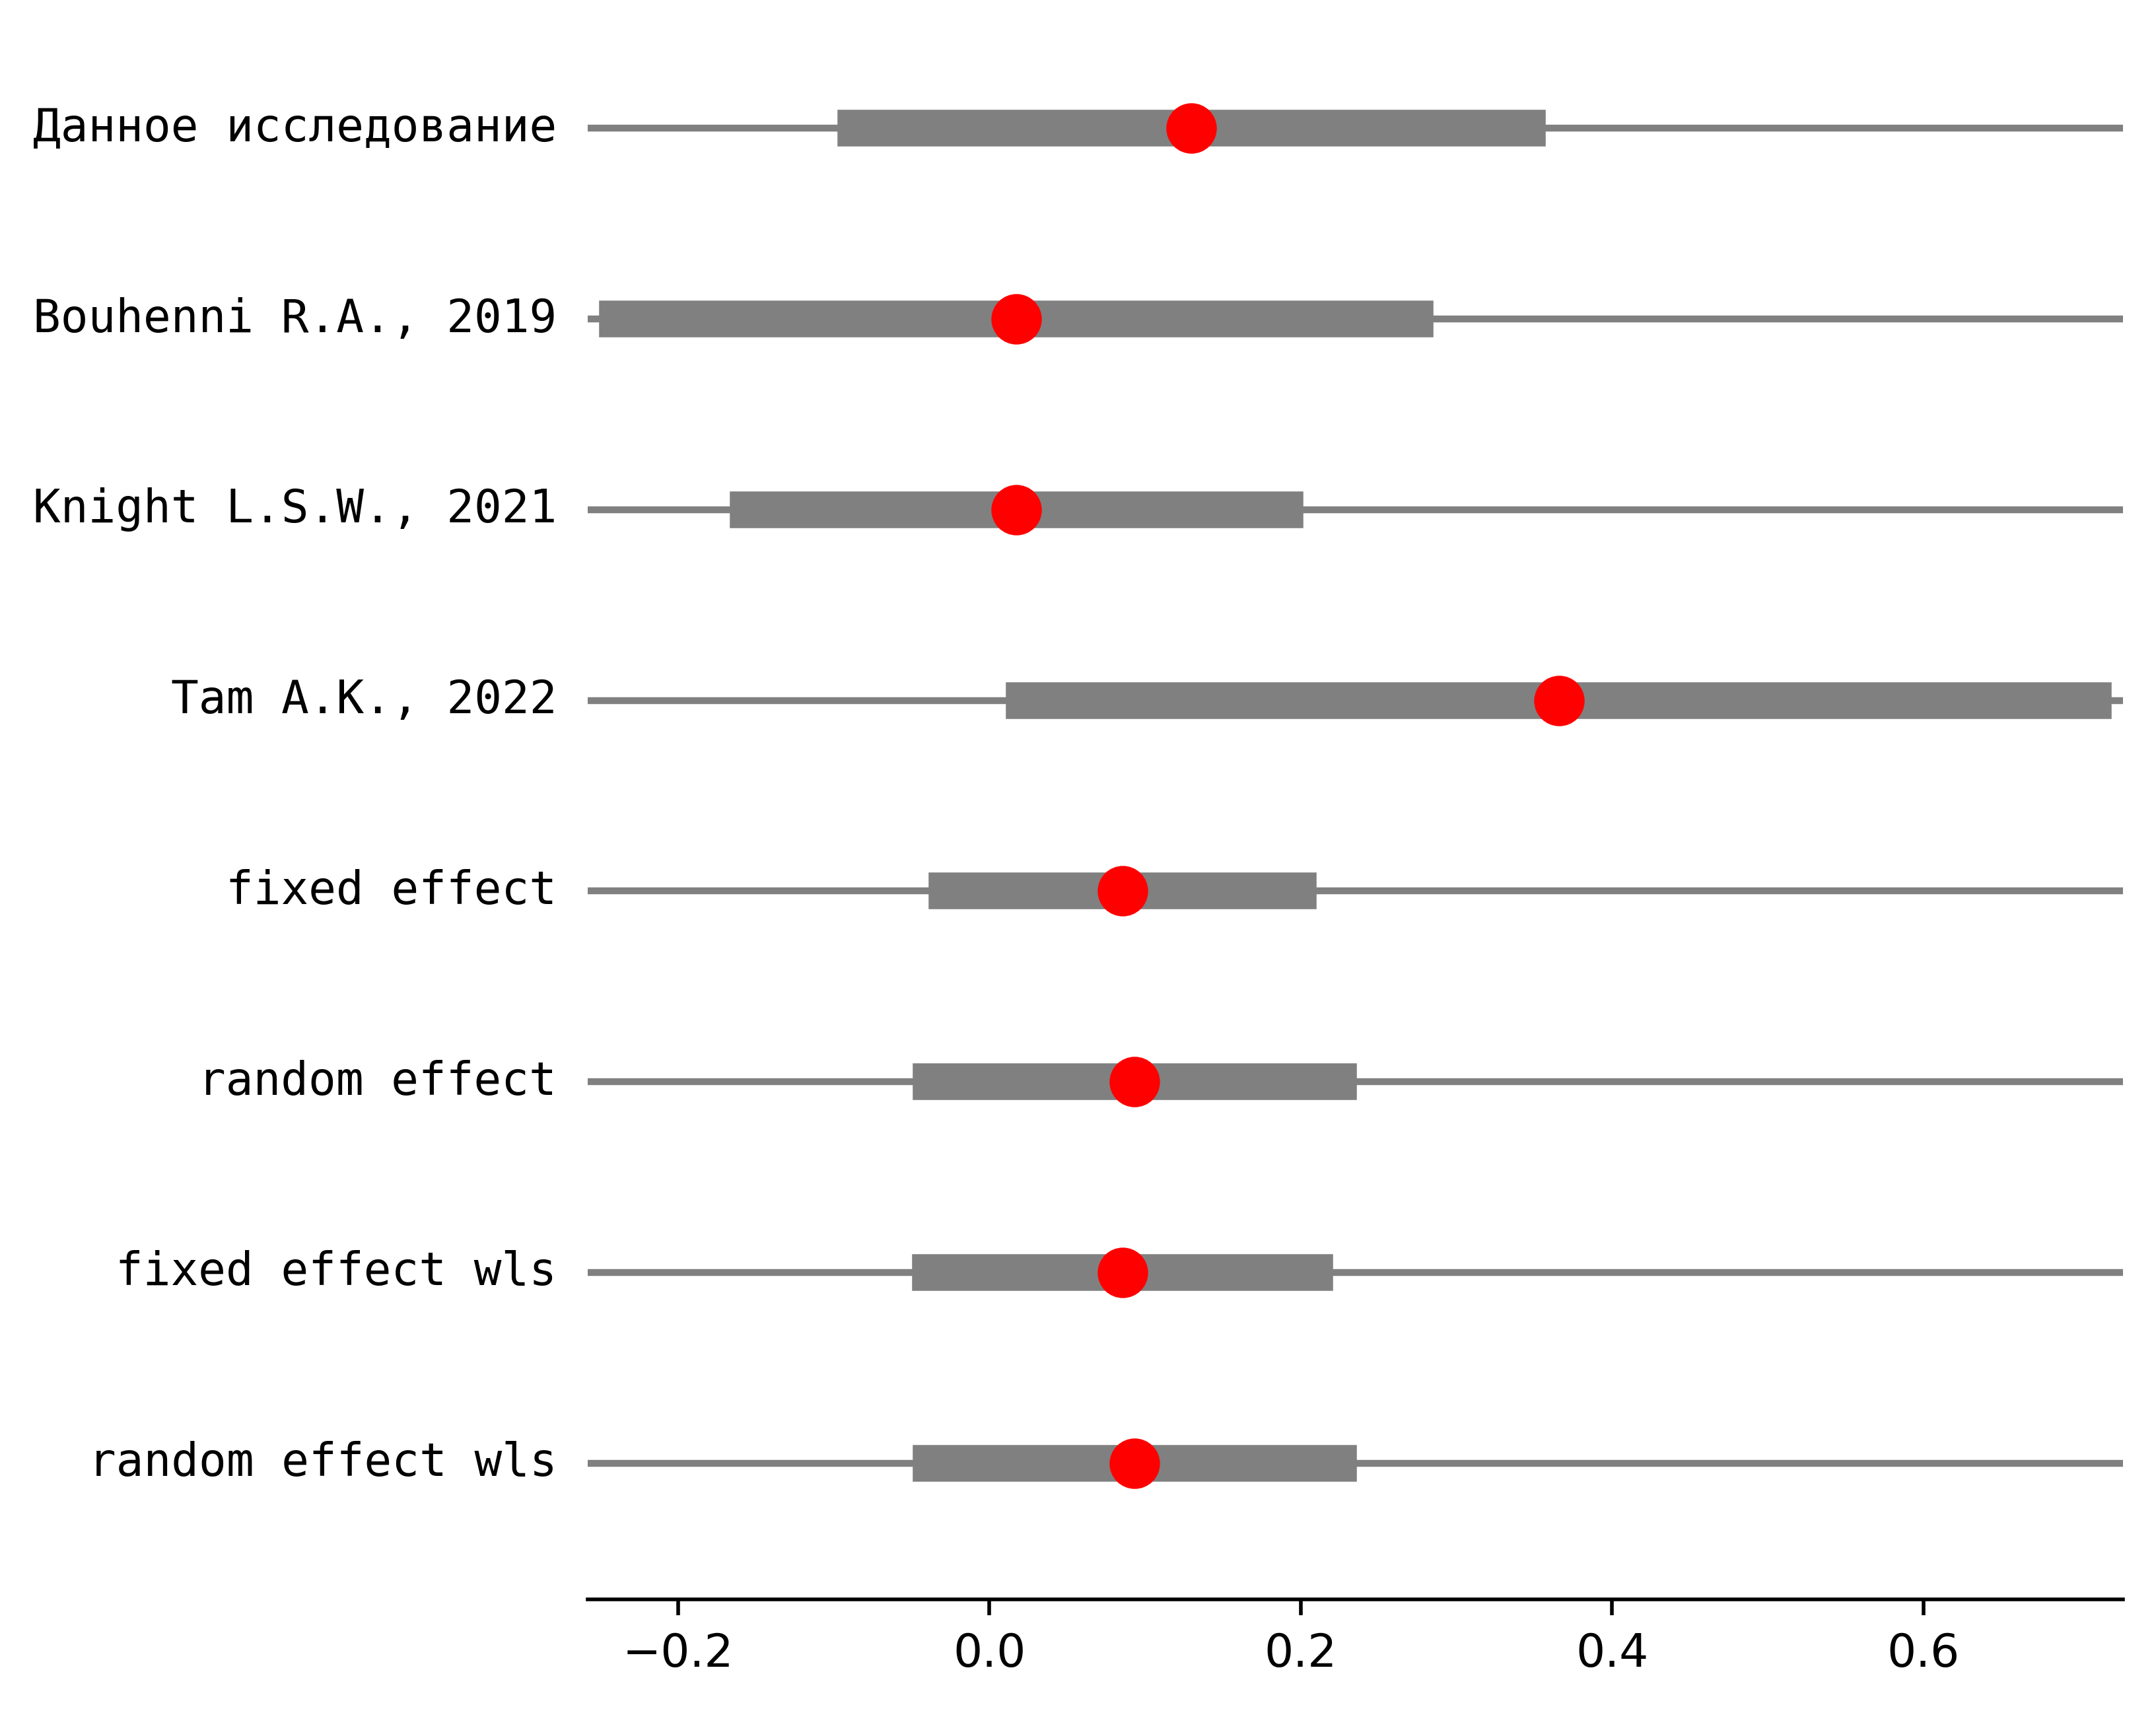 Данное исследование
Bouhenni R.A., 2019
Knight L.S.W., 2021
Tam A.K., 2022
fixed effect
random effect
fixed effect wls
random effect wls
−0.2 0.0 0.2 0.4 0.6